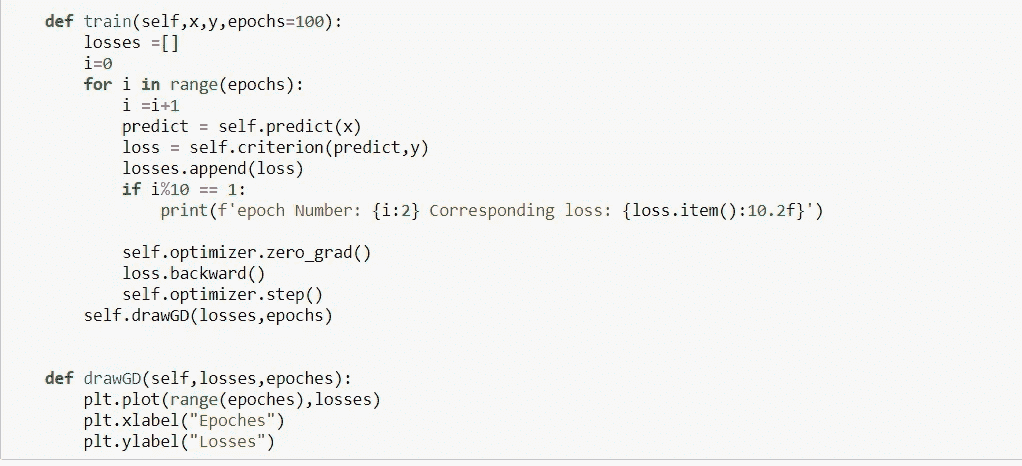 def train(self,x,y,epochs=100):
losses =[]
i=0
for i in range(epochs):
i =i+1
predict = self.predict(x)
loss = self.criterion(predict,y)
losses.append(loss)
if i%10 == 1:
print(f'epoch Number: {i:2} Corresponding loss: {loss.item():10.2f}')
self.optimizer.zero_grad()
loss.backward()
self.optimizer.step()
self.drawGD(losses,epochs)
def drawGD(self,losses,epoches):
plt.plot(range(epoches),losses)
plt.xlabel("Epoches")
plt.ylabel("Losses")